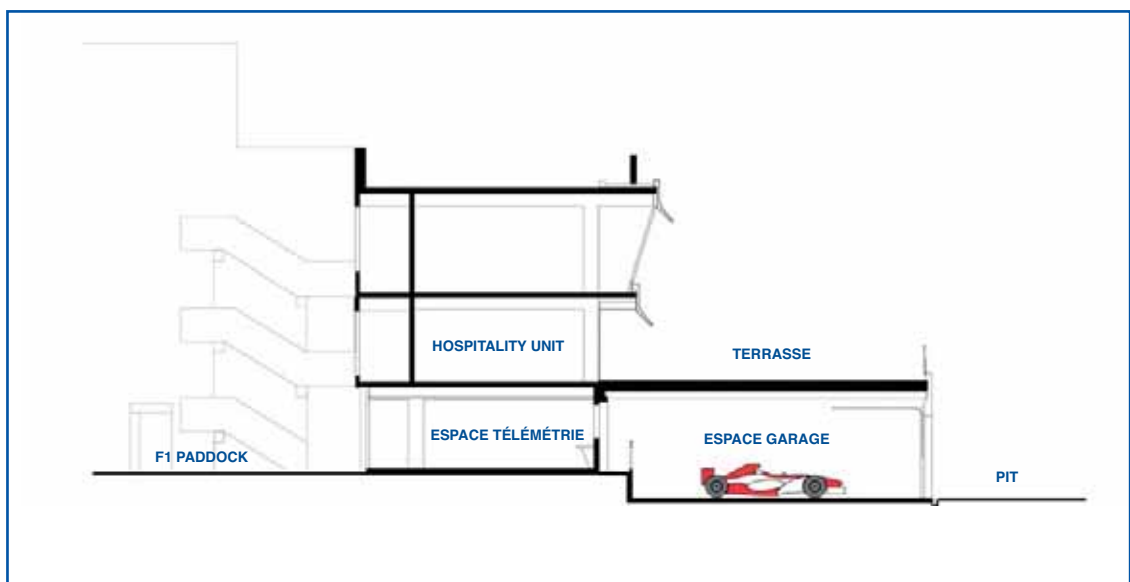 HOSPITALITY UNIT
TERRASSE
ESPACE TÉLÉMÉTRIE
ESPACE GARAGE
F1 PADDOCK
PIT